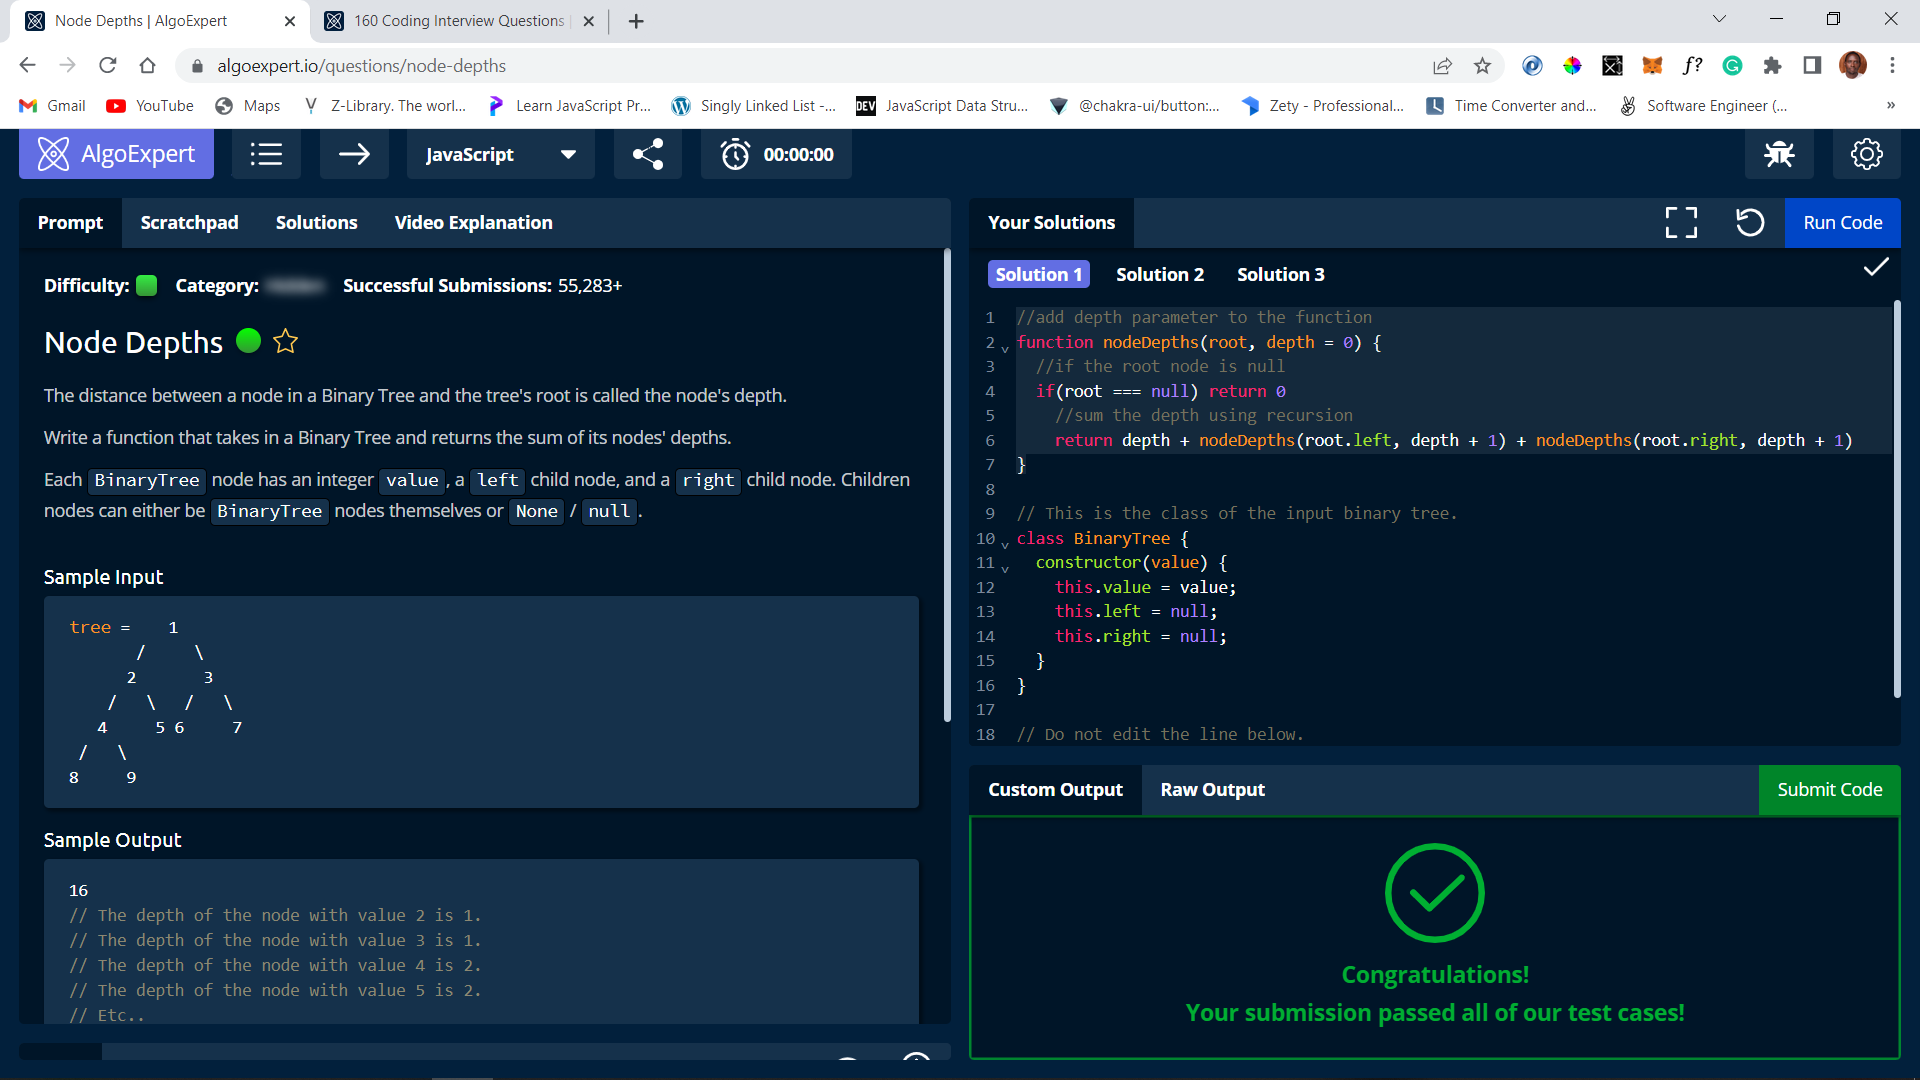 Node Depths | AlgoExpert
160 Coding Interview Questions
algoexpert.io/questions/node-depths
Gmail YouTube Maps Z-Library. The worl... Learn JavaScript Pr... Singly Linked List -... DEV JavaScript Data Stru... @chakra-ui/button:... Zety - Professional... Time Converter and... Software Engineer (... »
AlgoExpert JavaScript 00:00:00
Prompt Scratchpad Solutions Video Explanation
Difficulty: Category: Successful Submissions: 55,283+
Node Depths
The distance between a node in a Binary Tree and the tree's root is called the node's depth.
Write a function that takes in a Binary Tree and returns the sum of its nodes' depths.
Each BinaryTree node has an integer value , a left child node, and a right child node. Children
nodes can either be BinaryTree nodes themselves or None / null .
Sample Input
tree = 1
/ \
2 3
/ \ / \
4 5 6 7
/ \
8 9
Sample Output
16
// The depth of the node with value 2 is 1.
// The depth of the node with value 3 is 1.
// The depth of the node with value 4 is 2.
// The depth of the node with value 5 is 2.
// Etc..
Your Solutions Run Code
Solution 1 Solution 2 Solution 3
1 //add depth parameter to the function
2 function nodeDepths(root, depth = 0) {
3 //if the root node is null
4 if(root === null) return 0
5 //sum the depth using recursion
6 return depth + nodeDepths(root.left, depth + 1) + nodeDepths(root.right, depth + 1)
7 }
8
9 // This is the class of the input binary tree.
10 class BinaryTree {
11 constructor(value) {
12 this.value = value;
13 this.left = null;
14 this.right = null;
15 }
16 }
17
18 // Do not edit the line below.
Custom Output Raw Output Submit Code
Congratulations!
Your submission passed all of our test cases!